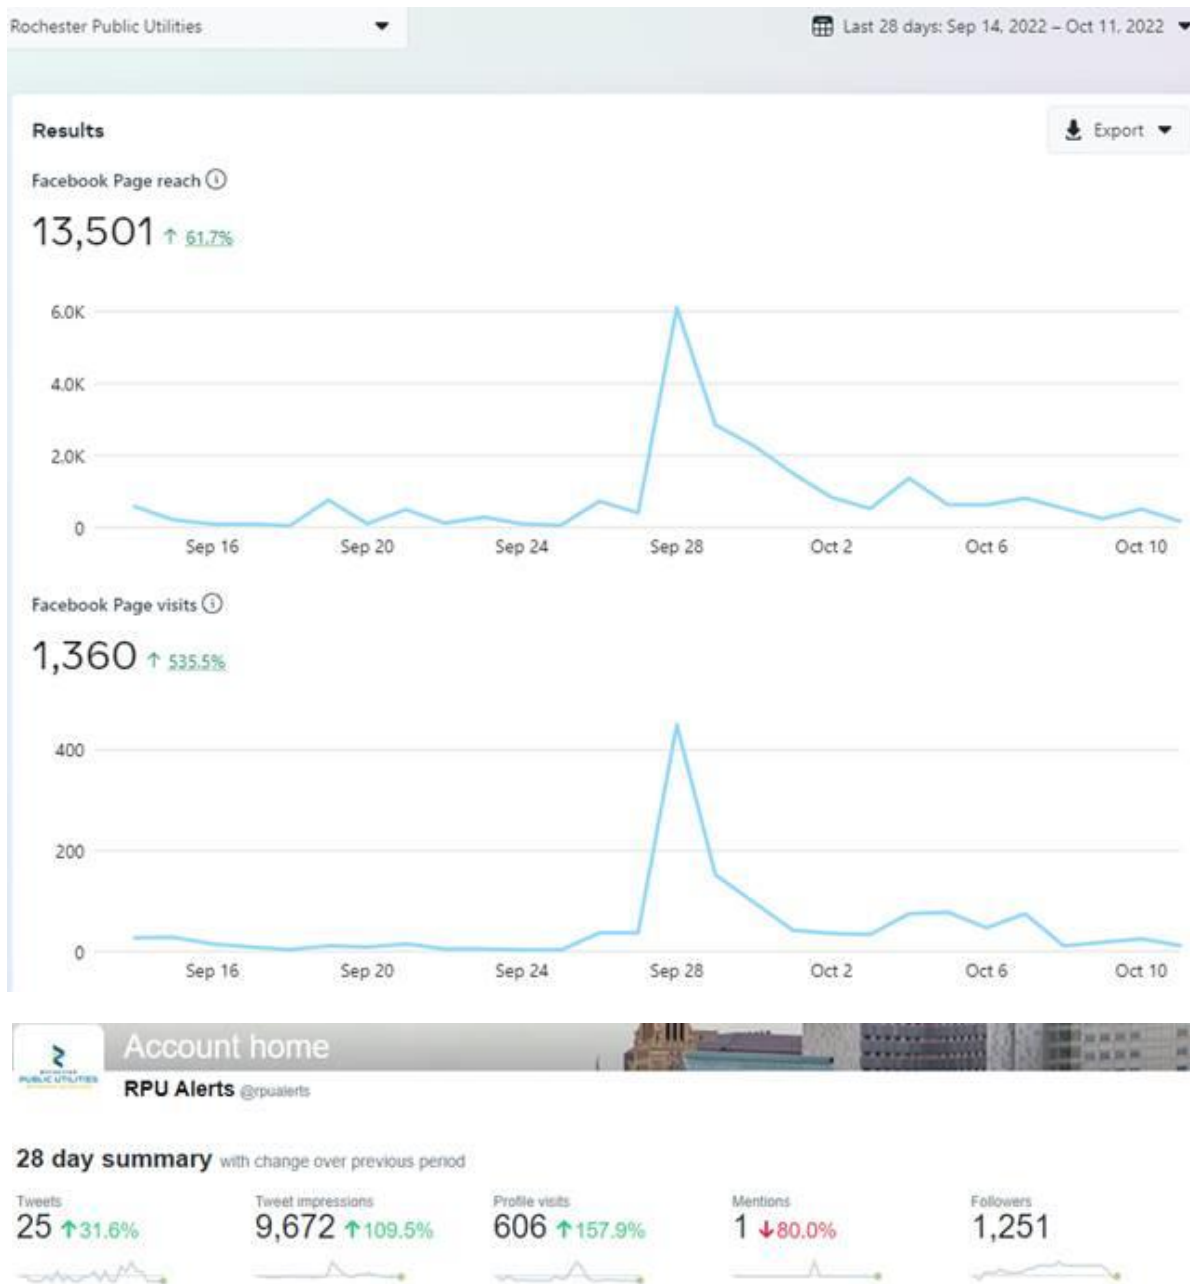 Rochester Public Utilities
Last 28 days: Sep 14, 2022 – Oct 11, 2022
Results
Export
Facebook Page reach
13,501 ↑ 61.7%
6.0K
4.0K
2.0K
0
Sep 16 Sep 20 Sep 24 Sep 28 Oct 2 Oct 6 Oct 10
Facebook Page visits
1,360 ↑ 535.5%
400
200
0
Sep 16 Sep 20 Sep 24 Sep 28 Oct 2 Oct 6 Oct 10
Account home
PUBLIC UTILITIES
RPU Alerts @rpualerts
28 day summary with change over previous period
Tweets Tweet impressions Profile visits Mentions Followers
25 ↑31.6% 9,672 ↑109.5% 606 ↑157.9% 1 ↓80.0% 1,251